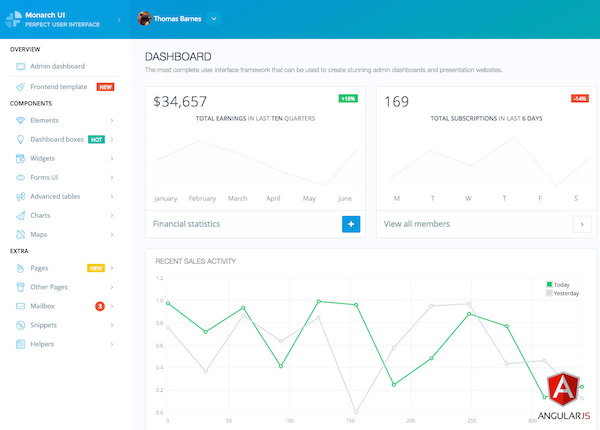 Monarch UI
PERFECT USER INTERFACE
Thomas Barnes
OVERVIEW
Admin dashboard
Frontend template NEW
COMPONENTS
Elements
Dashboard boxes HOT
Widgets
Forms UI
Advanced tables
Charts
Maps
EXTRA
Pages NEW
Other Pages
Mailbox 3
Snippets
Helpers
DASHBOARD
The most complete user interface framework that can be used to create stunning admin dashboards and presentation websites.
$34,657 +18%
TOTAL EARNINGS IN LAST TEN QUARTERS
January February March April May June
Financial statistics
169 -14%
TOTAL SUBSCRIPTIONS IN LAST 6 DAYS
M T W T F S
View all members
RECENT SALES ACTIVITY
Today
Yesterday
1.2
1.0
0.8
0.6
0.4
0.2
0.0
0 50 100 150 200 250 300
ANGULARJS